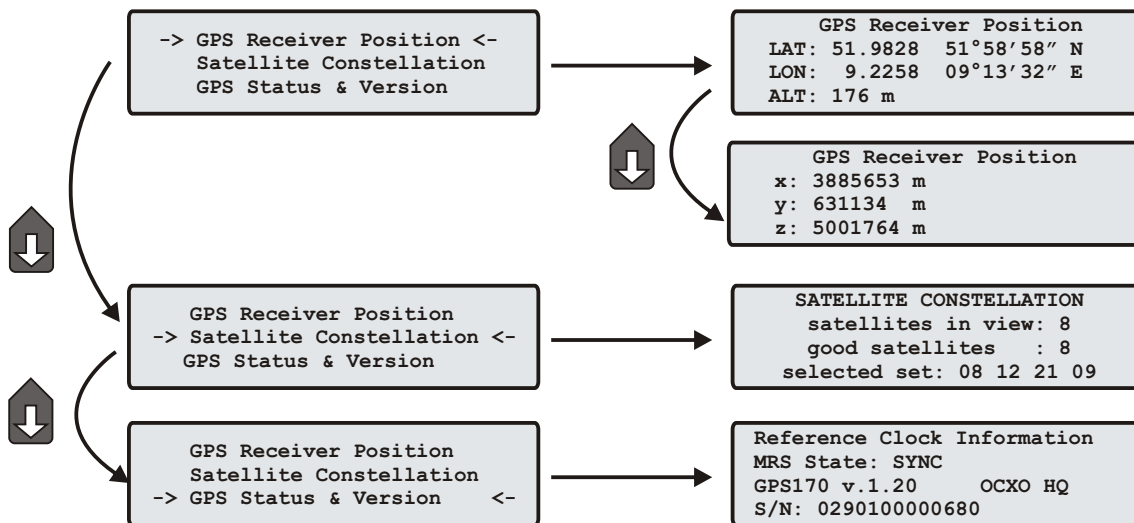 -> GPS Receiver Position <-
Satellite Constellation
GPS Status & Version
GPS Receiver Position
LAT: 51.9828 51°58′58″ N
LON: 9.2258 09°13′32″ E
ALT: 176 m
GPS Receiver Position
x: 3885653 m
y: 631134 m
z: 5001764 m
GPS Receiver Position
-> Satellite Constellation <-
GPS Status & Version
SATELLITE CONSTELLATION
satellites in view: 8
good satellites : 8
selected set: 08 12 21 09
GPS Receiver Position
Satellite Constellation
-> GPS Status & Version <-
Reference Clock Information
MRS State: SYNC
GPS170 v.1.20 OCXO HQ
S/N: 0290100000680